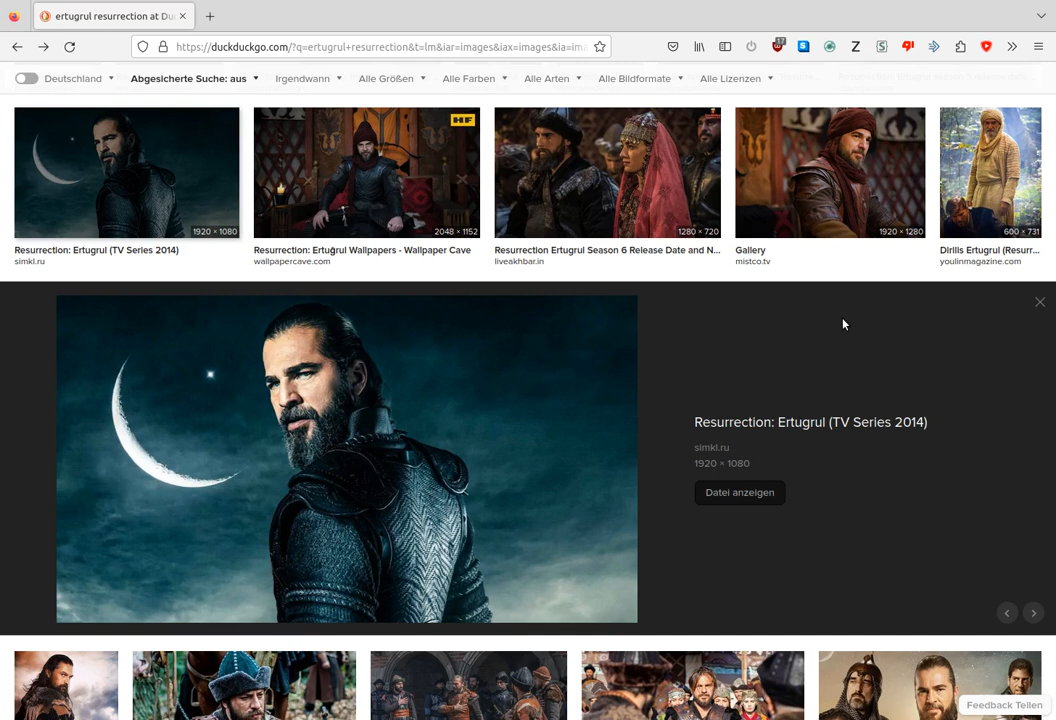 ertugrul resurrection at Duc
https://duckduckgo.com/?q=ertugrul+resurrection&t=lm&iar=images&iax=images&ia=ima
17
Deutschland
Abgesicherte Suche: aus
Irgendwann
Alle Größen
Alle Farben
Alle Arten
Alle Bildformate
Alle Lizenzen
1920 × 1080
2048 × 1152
1280 × 720
1920 × 1280
600 × 731
Resurrection: Ertugrul (TV Series 2014)
simkl.ru
Resurrection: Ertuğrul Wallpapers - Wallpaper Cave
wallpapercave.com
Resurrection Ertugrul Season 6 Release Date and N...
liveakhbar.in
Gallery
mistco.tv
Dirilis Ertugrul (Resurr...
youlinmagazine.com
Resurrection: Ertugrul (TV Series 2014)
simkl.ru
1920 × 1080
Datei anzeigen
Feedback Teilen